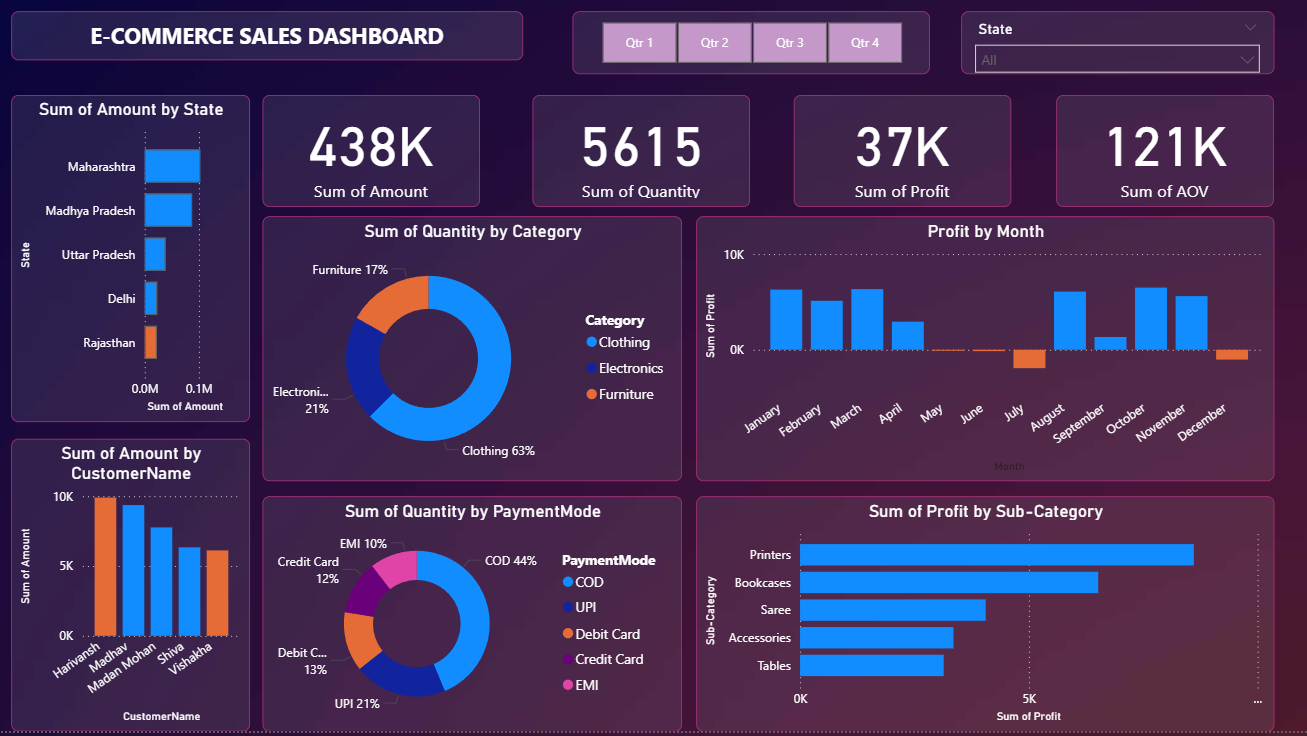 E-COMMERCE SALES DASHBOARD
Qtr 1
Qtr 2
Qtr 3
Qtr 4
State
All
Sum of Amount by State
Maharashtra
Madhya Pradesh
Uttar Pradesh
Delhi
Rajasthan
State
0.0M
0.1M
Sum of Amount
438K
Sum of Amount
5615
Sum of Quantity
37K
Sum of Profit
121K
Sum of AOV
Sum of Quantity by Category
Furniture 17%
Electroni...
21%
Clothing 63%
Category
Clothing
Electronics
Furniture
Profit by Month
10K
0K
Sum of Profit
January
February
March
April
May
June
July
August
September
October
November
December
Month
Sum of Amount by
CustomerName
10K
5K
0K
Sum of Amount
Harivansh
Madhav
Madan Mohan
Shiva
Vishakha
CustomerName
Sum of Quantity by PaymentMode
EMI 10%
Credit Card
12%
Debit C...
13%
UPI 21%
COD 44%
PaymentMode
COD
UPI
Debit Card
Credit Card
EMI
Sum of Profit by Sub-Category
Printers
Bookcases
Saree
Accessories
Tables
Sub-Category
0K
5K
...
Sum of Profit